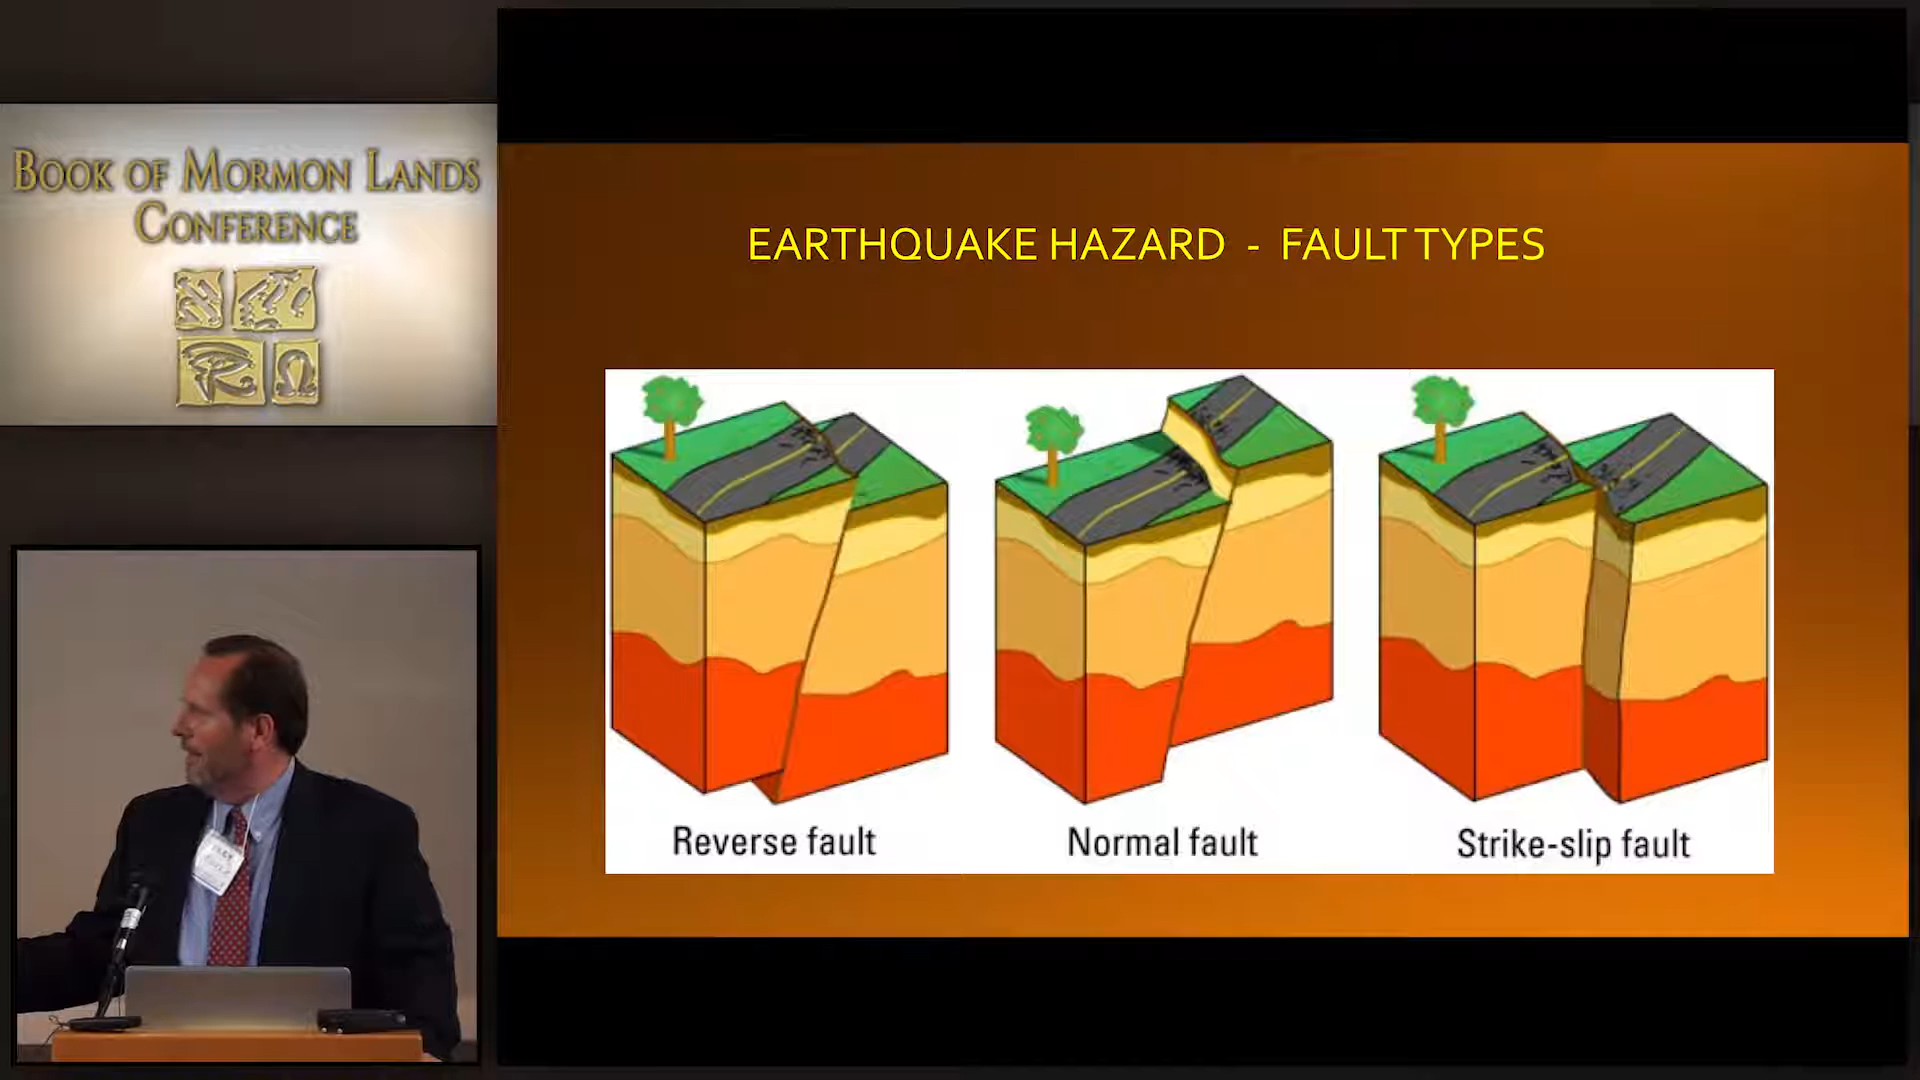 BOOK OF MORMON LANDS
CONFERENCE
EARTHQUAKE HAZARD - FAULT TYPES
Reverse fault
Normal fault
Strike-slip fault